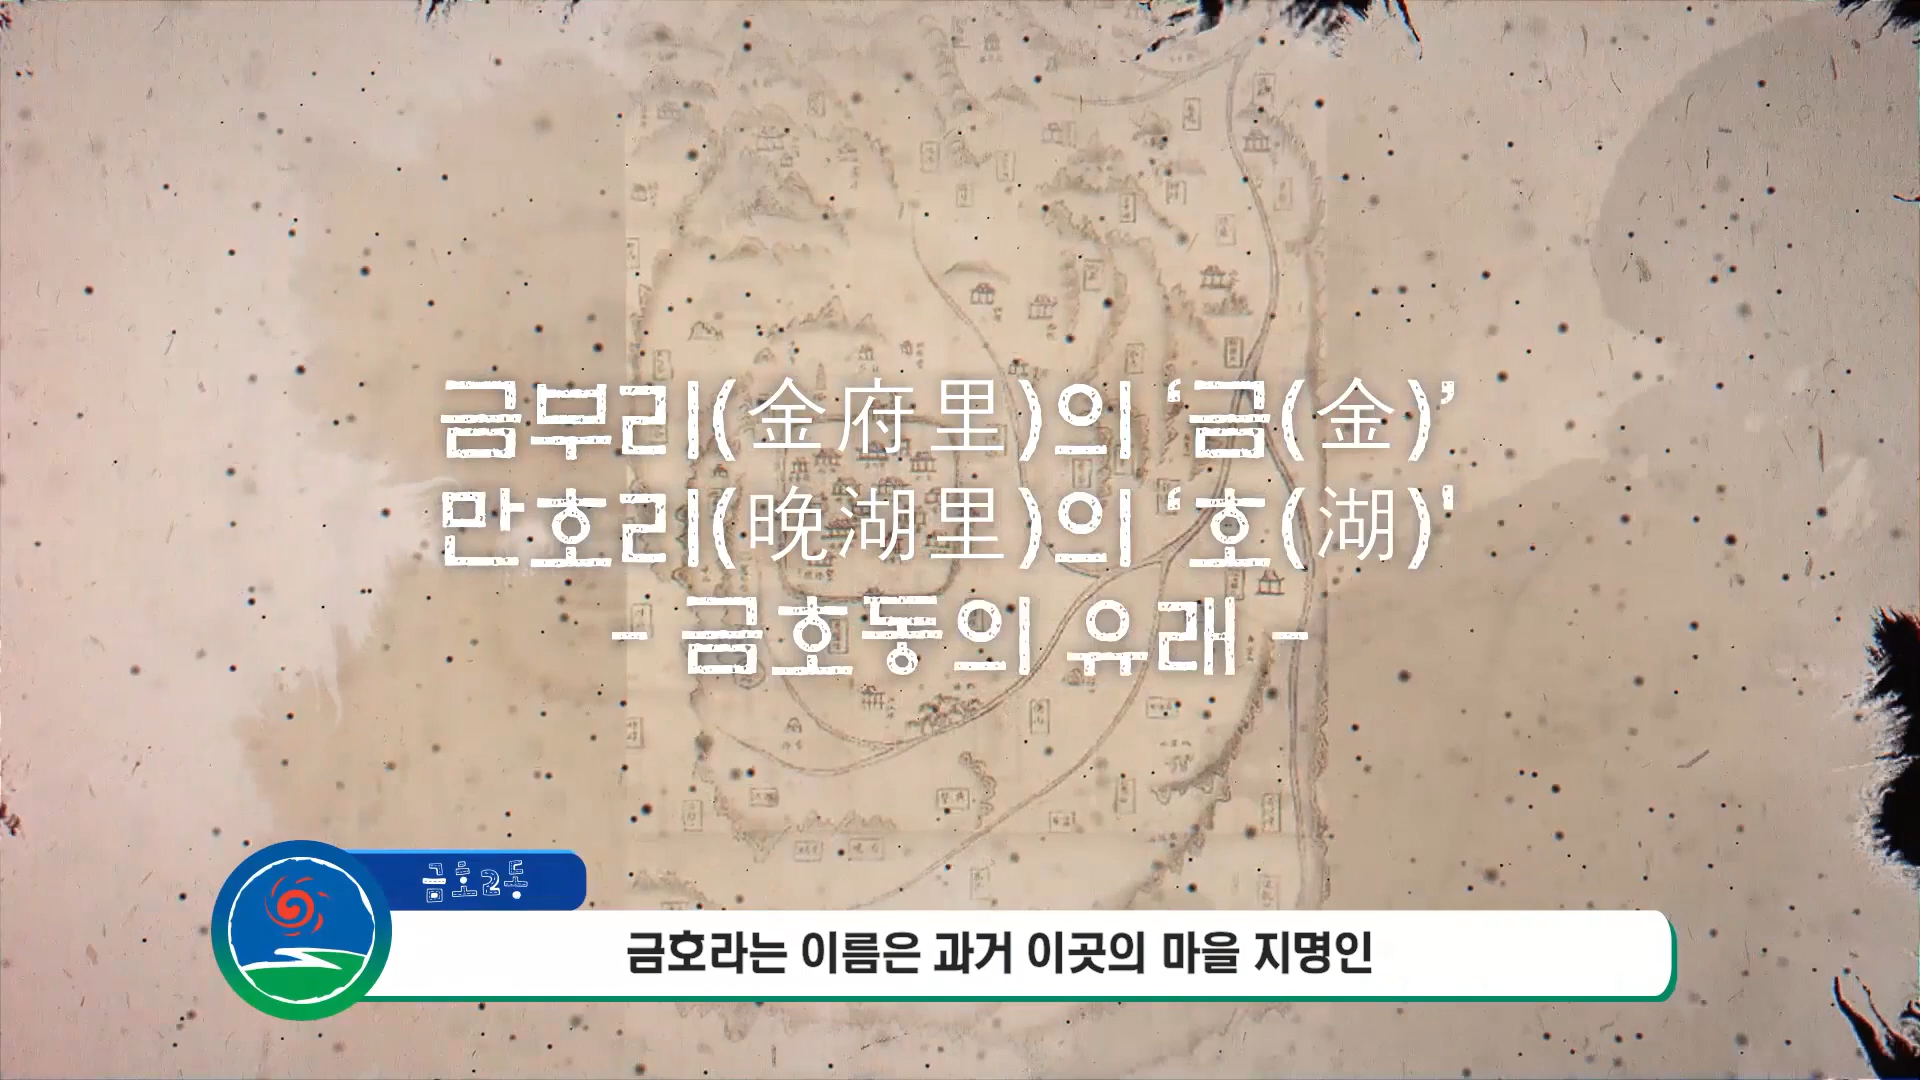 금부리(金府里)의 ‘금(金)’
만호리(晩湖里)의 ‘호(湖)'
- 금호동의 유래 -
금호2동
금호라는 이름은 과거 이곳의 마을 지명인